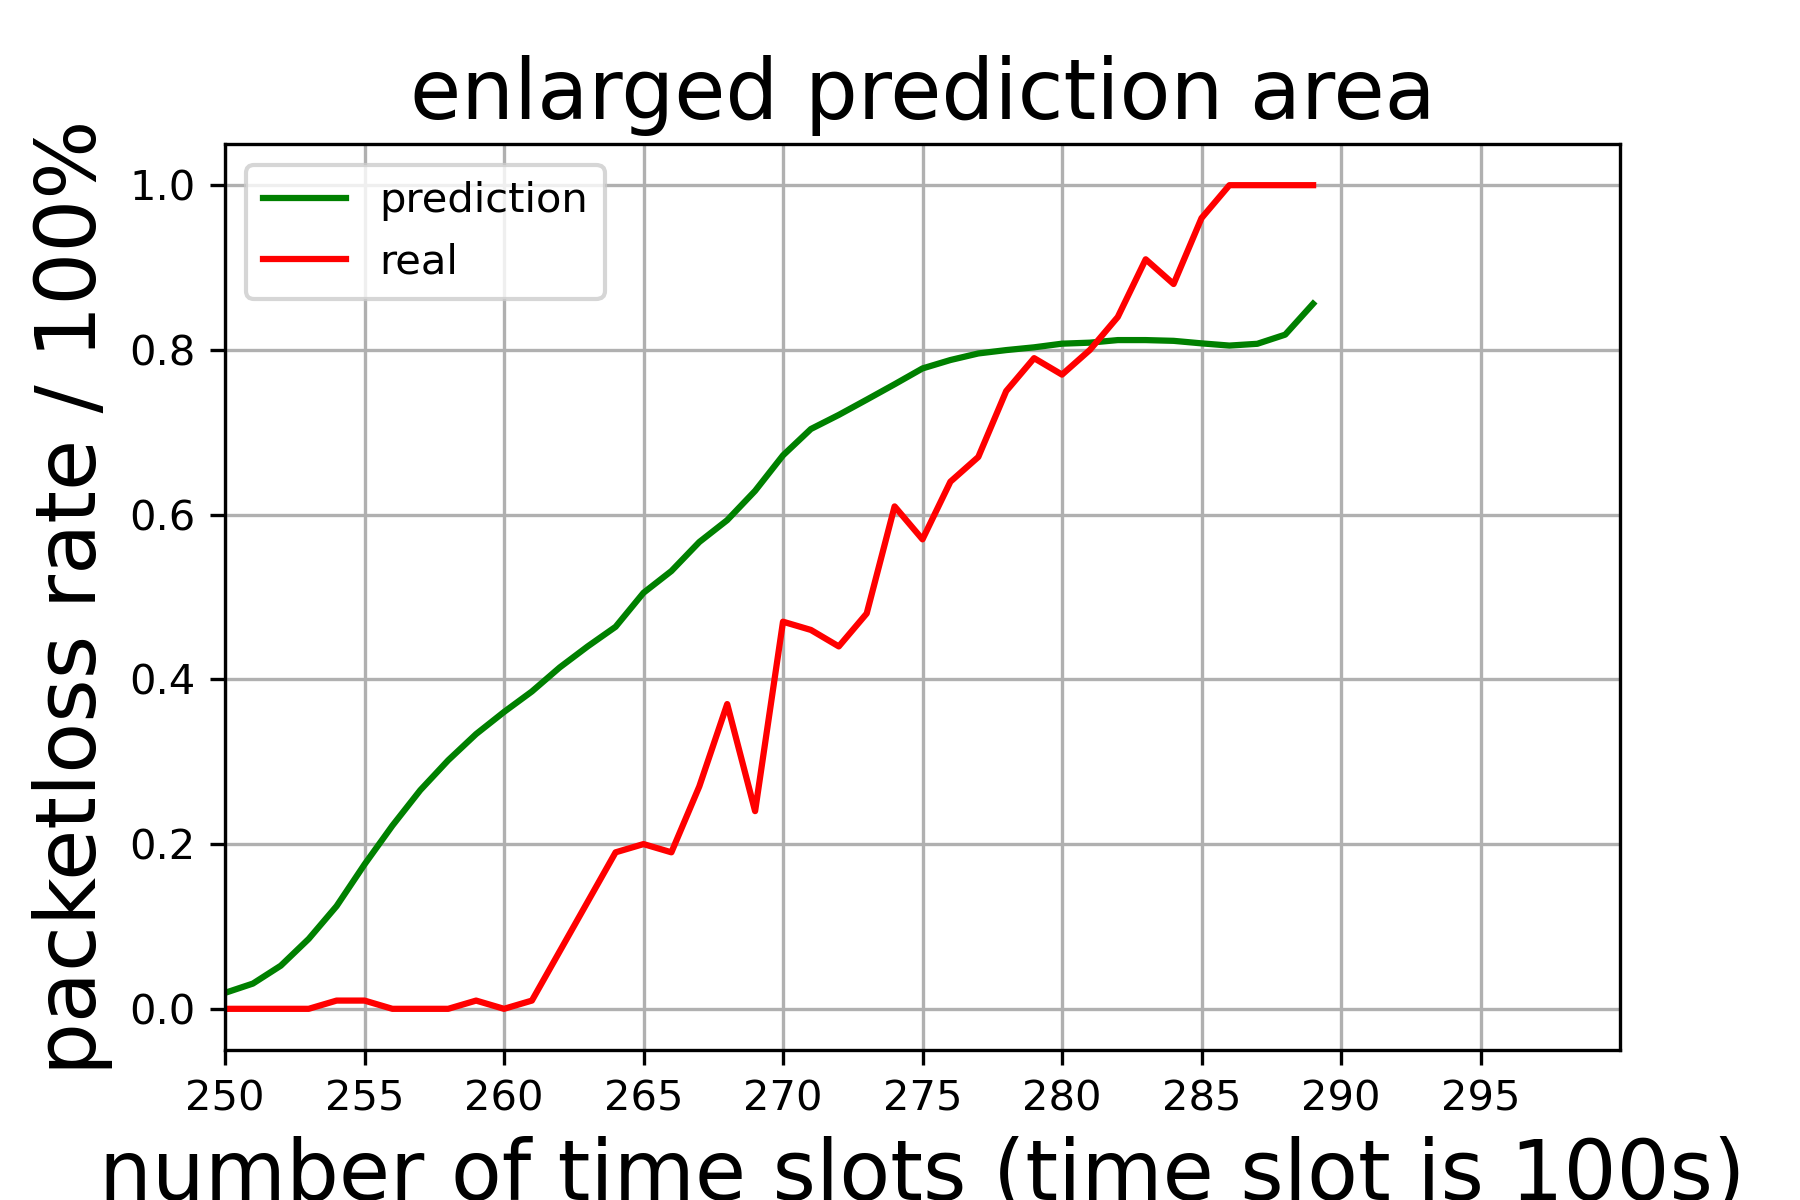 enlarged prediction area
packetloss rate / 100%
1.0
0.8
0.6
0.4
0.2
0.0
prediction
real
250 255 260 265 270 275 280 285 290 295
number of time slots (time slot is 100s)